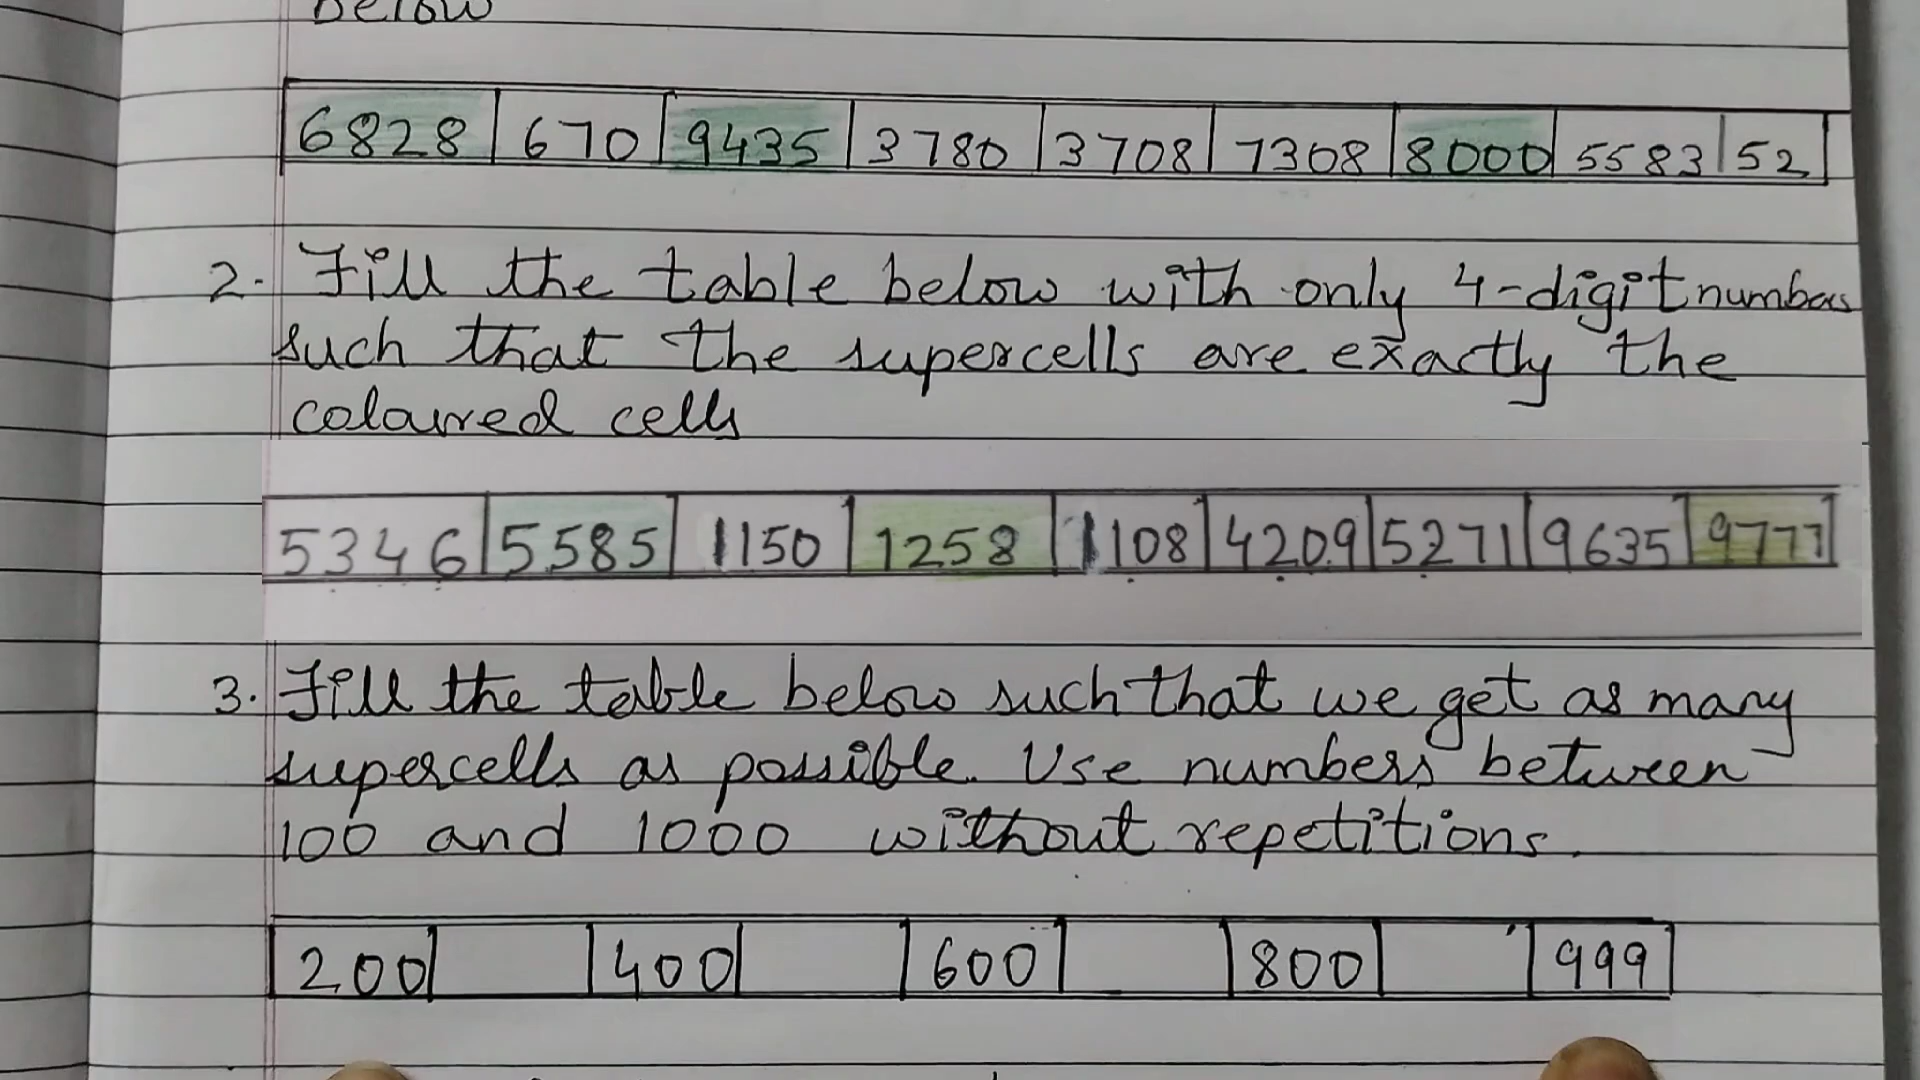 below
6828 670 9435 3780 3708 7308 8000 5583 52
2. Fill the table below with only 4-digit numbers
such that the supercells are exactly the
coloured cells
5346 5585 1150 1258 1108 4209 5271 9635 9777
3. Fill the table below such that we get as many
supercells as possible. Use numbers between
100 and 1000 without repetitions.
200 400 600 800 999